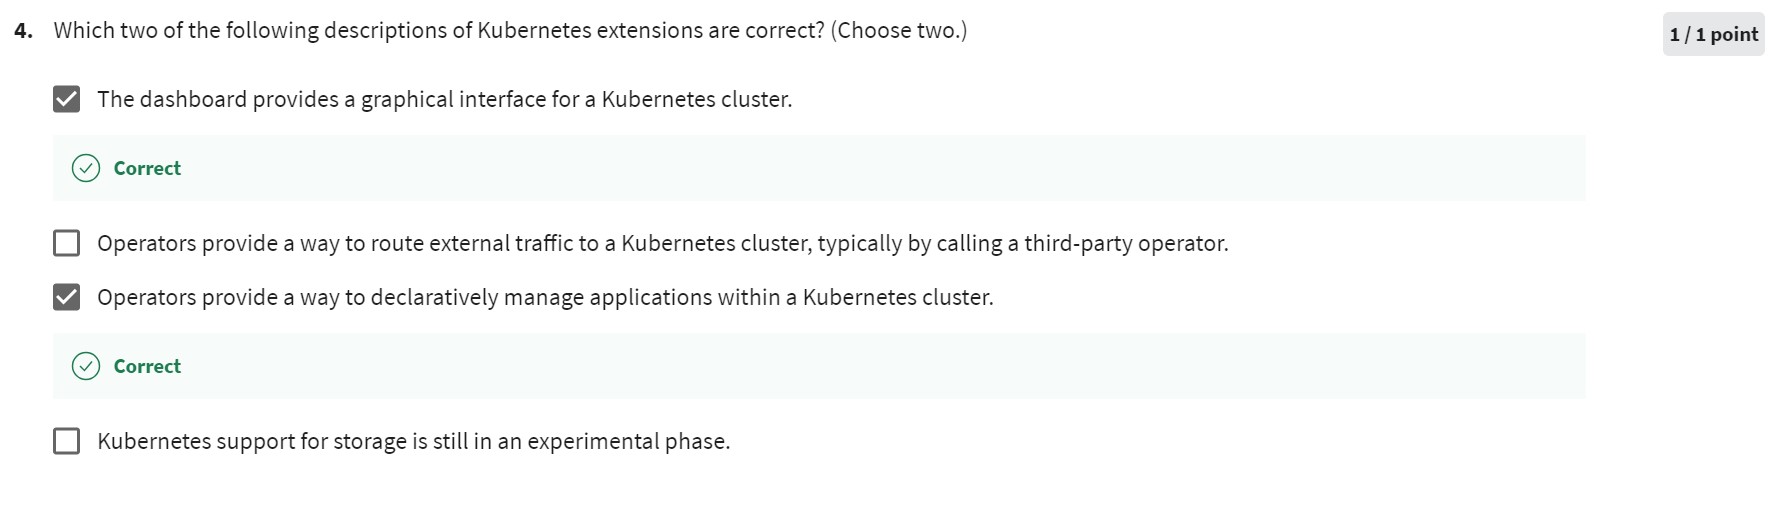 4. Which two of the following descriptions of Kubernetes extensions are correct? (Choose two.)
1 / 1 point
The dashboard provides a graphical interface for a Kubernetes cluster.
Correct
Operators provide a way to route external traffic to a Kubernetes cluster, typically by calling a third-party operator.
Operators provide a way to declaratively manage applications within a Kubernetes cluster.
Correct
Kubernetes support for storage is still in an experimental phase.